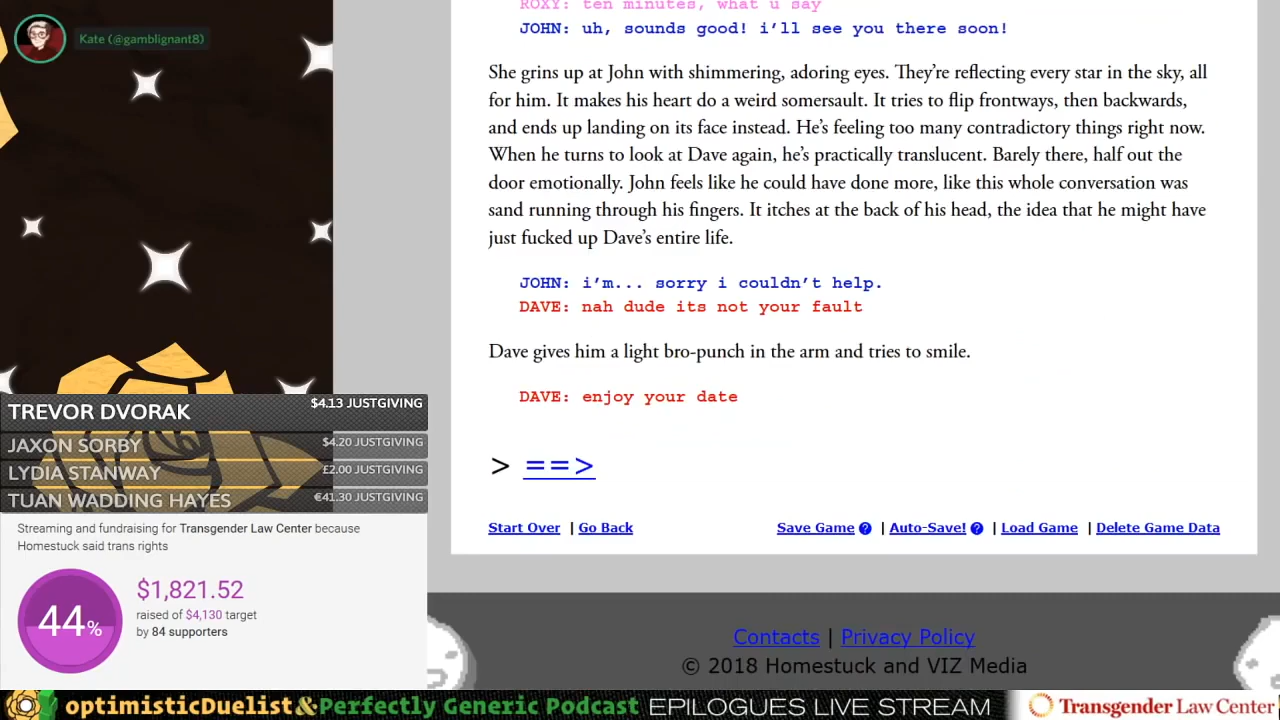 Kate (@gamblignant8)
ROXY: ten minutes, what u say
JOHN: uh, sounds good! i'll see you there soon!
She grins up at John with shimmering, adoring eyes. They're reflecting every star in the sky, all
for him. It makes his heart do a weird somersault. It tries to flip frontways, then backwards,
and ends up landing on its face instead. He's feeling too many contradictory things right now.
When he turns to look at Dave again, he's practically translucent. Barely there, half out the
door emotionally. John feels like he could have done more, like this whole conversation was
sand running through his fingers. It itches at the back of his head, the idea that he might have
just fucked up Dave's entire life.
JOHN: i'm... sorry i couldn't help.
DAVE: nah dude its not your fault
Dave gives him a light bro-punch in the arm and tries to smile.
DAVE: enjoy your date
> ==>
Start Over | Go Back Save Game ? | Auto-Save! ? | Load Game | Delete Game Data
Contacts | Privacy Policy
© 2018 Homestuck and VIZ Media
TREVOR DVORAK $4.13 JUSTGIVING
JAXON SORBY $4.20 JUSTGIVING
LYDIA STANWAY £2.00 JUSTGIVING
TUAN WADDING HAYES €41.30 JUSTGIVING
Streaming and fundraising for Transgender Law Center because
Homestuck said trans rights
44%
$1,821.52
raised of $4,130 target
by 84 supporters
optimisticDuelist&Perfectly Generic Podcast EPILOGUES LIVE STREAM Transgender Law Center